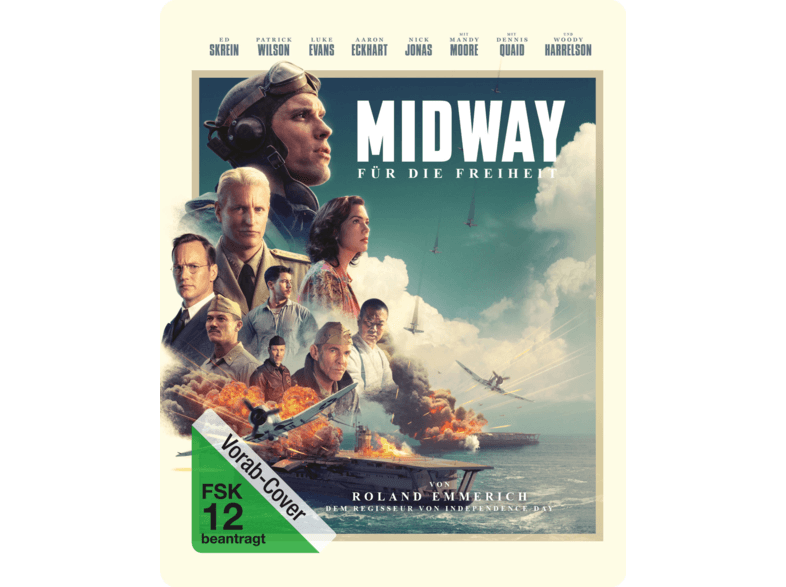 ED SKREIN
PATRICK WILSON
LUKE EVANS
AARON ECKHART
NICK JONAS
MIT MANDY MOORE
MIT DENNIS QUAID
UND WOODY HARRELSON
MIDWAY
FÜR DIE FREIHEIT
VON
ROLAND EMMERICH
DEM REGISSEUR VON INDEPENDENCE DAY
Vorab-Cover
FSK
12
beantragt